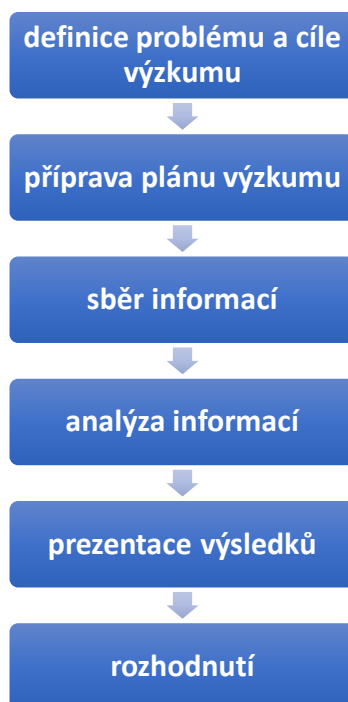 definice problému a cíle
výzkumu
příprava plánu výzkumu
sběr informací
analýza informací
prezentace výsledků
rozhodnutí